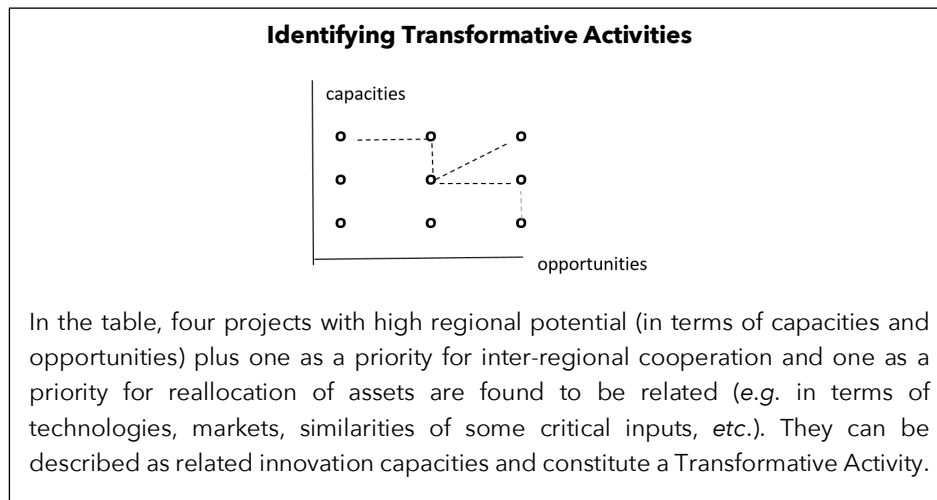 Identifying Transformative Activities
capacities
o o o
o o o
o o o
opportunities
In the table, four projects with high regional potential (in terms of capacities and
opportunities) plus one as a priority for inter-regional cooperation and one as a
priority for reallocation of assets are found to be related (e.g. in terms of
technologies, markets, similarities of some critical inputs, etc.). They can be
described as related innovation capacities and constitute a Transformative Activity.